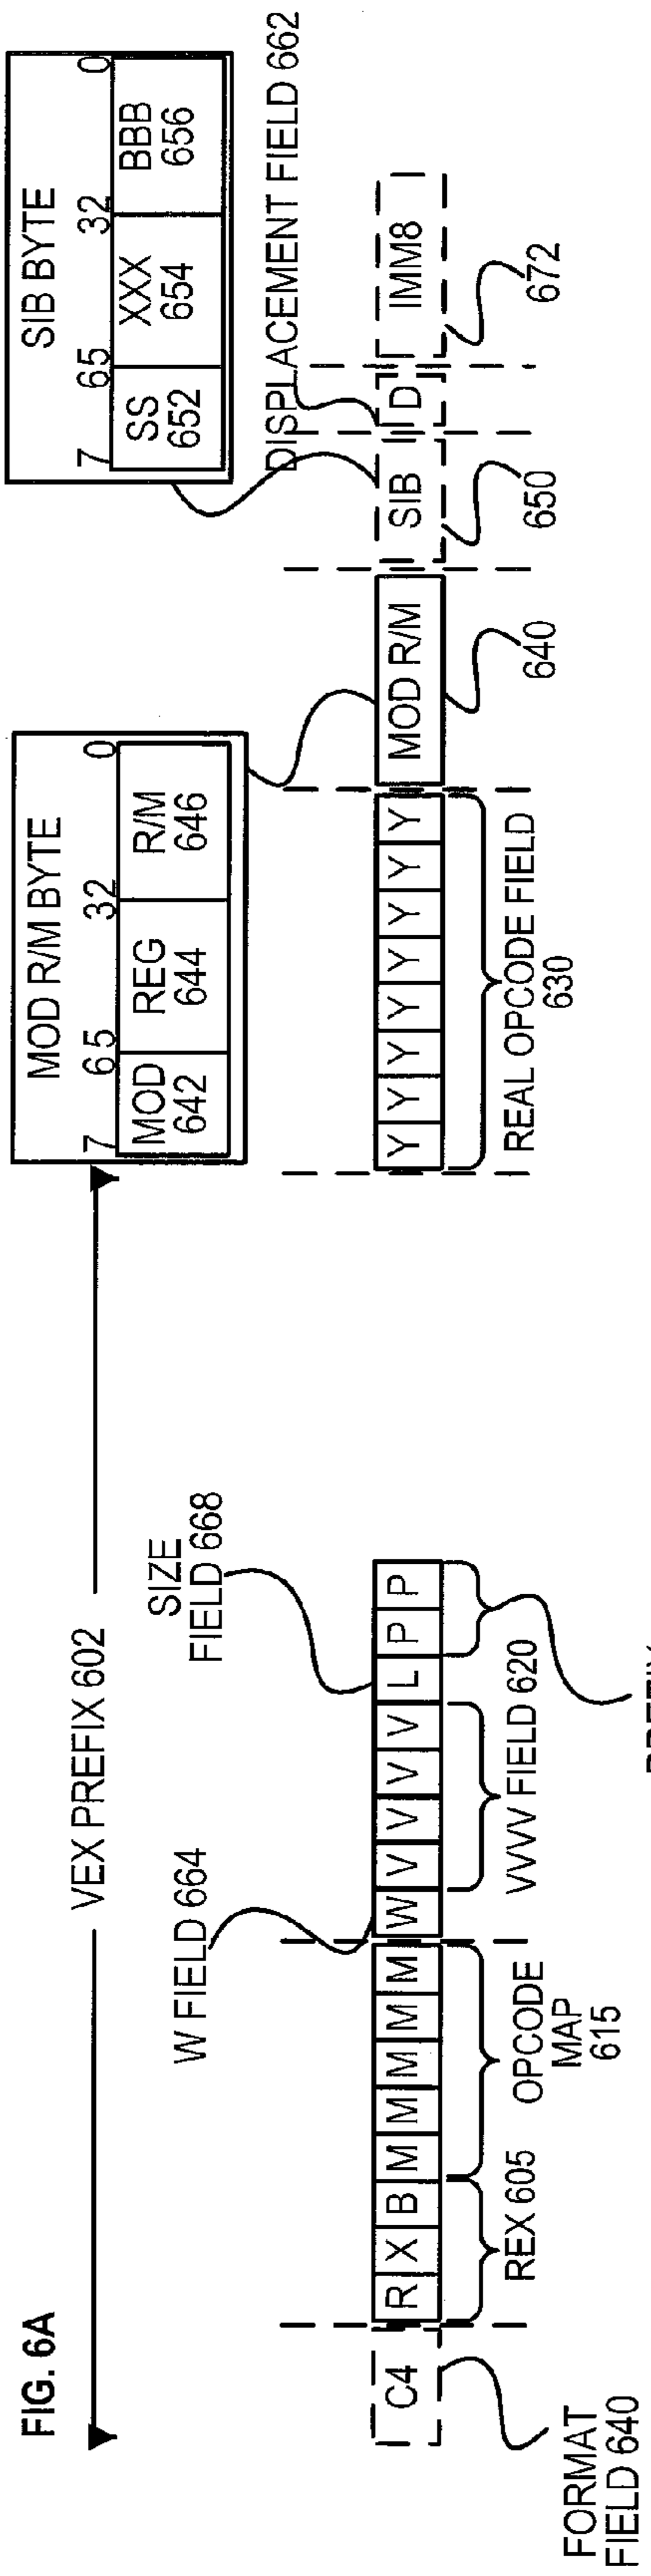 FIG. 6A
VEX PREFIX 602
MOD R/M BYTE
7 6 5 3 2 0
MOD REG R/M
642 644 646
SIB BYTE
7 6 5 3 2 0
SS XXX BBB
652 654 656
W FIELD 664
SIZE
FIELD 668
DISPLACEMENT FIELD 662
C4 R X B M M M M M W V V V V L P P Y Y Y Y Y Y Y Y MOD R/M SIB D IMM8
FORMAT
FIELD 640
REX 605
OPCODE
MAP
615
VVVV FIELD 620
REAL OPCODE FIELD
630
640
650
672